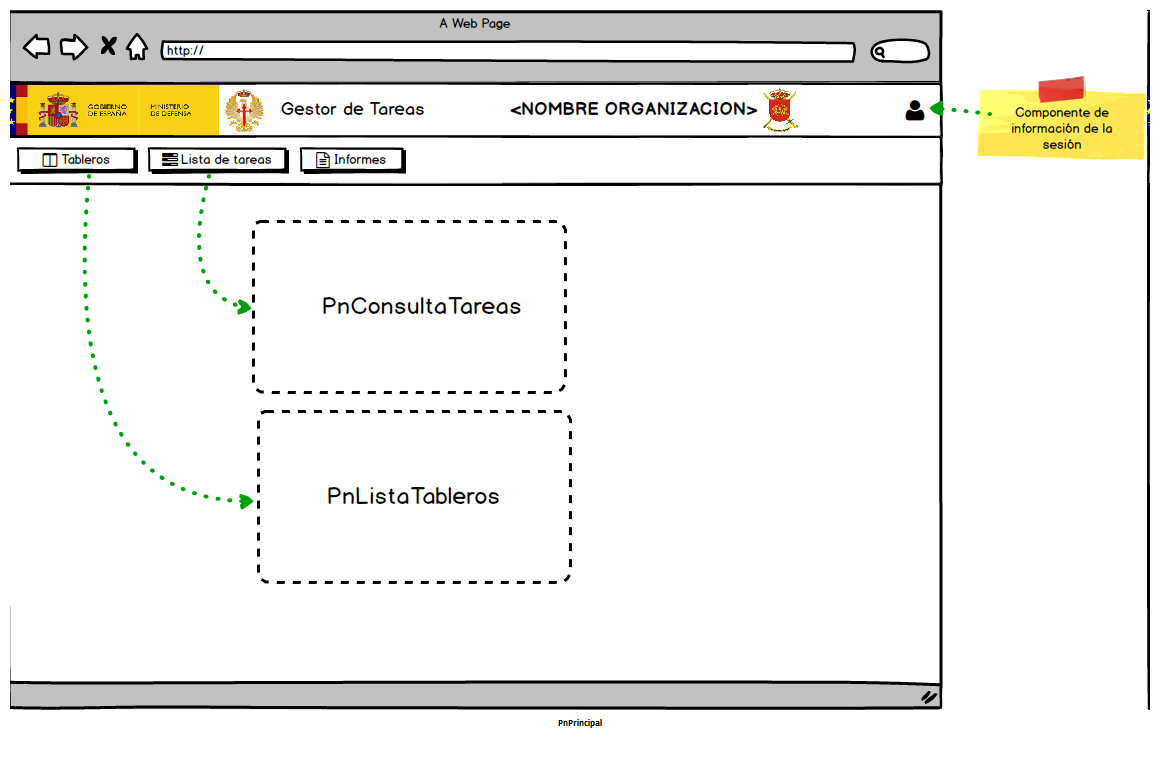 A Web Page
http://
GOBIERNO
DE ESPAÑA
MINISTERIO
DE DEFENSA
Gestor de Tareas
<NOMBRE ORGANIZACION>
Componente de
información de la
sesión
Tableros
Lista de tareas
Informes
PnConsultaTareas
PnListaTableros
PnPrincipal